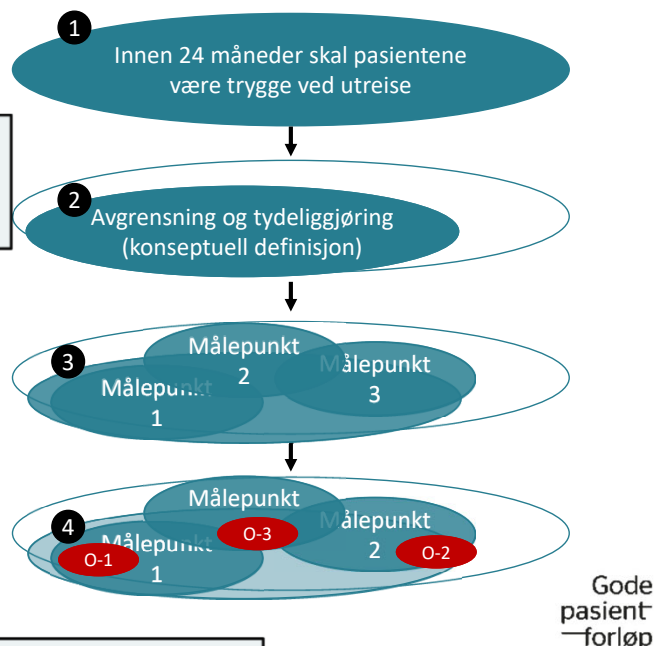 1
Innen 24 måneder skal pasientene
være trygge ved utreise
2
Avgrensning og tydeliggjøring
(konseptuell definisjon)
3
Målepunkt
2
Målepunkt
3
Målepunkt
1
4
Målepunkt
O-3
Målepunkt
2
O-2
Målepunkt
1
O-1
Gode
pasient-
forløp